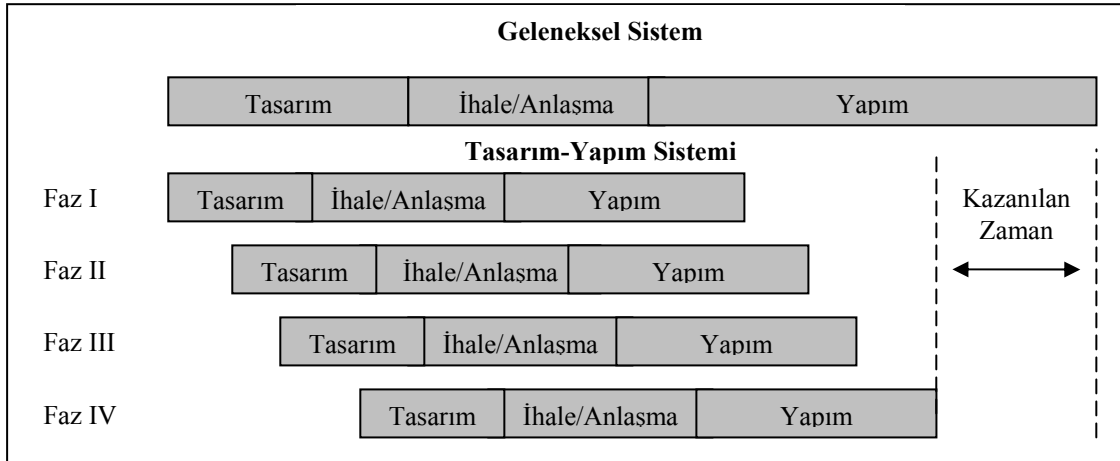 Geleneksel Sistem
Tasarım İhale/Anlaşma Yapım
Tasarım-Yapım Sistemi
Faz I Tasarım İhale/Anlaşma Yapım
Kazanılan
Zaman
Faz II Tasarım İhale/Anlaşma Yapım
Faz III Tasarım İhale/Anlaşma Yapım
Faz IV Tasarım İhale/Anlaşma Yapım